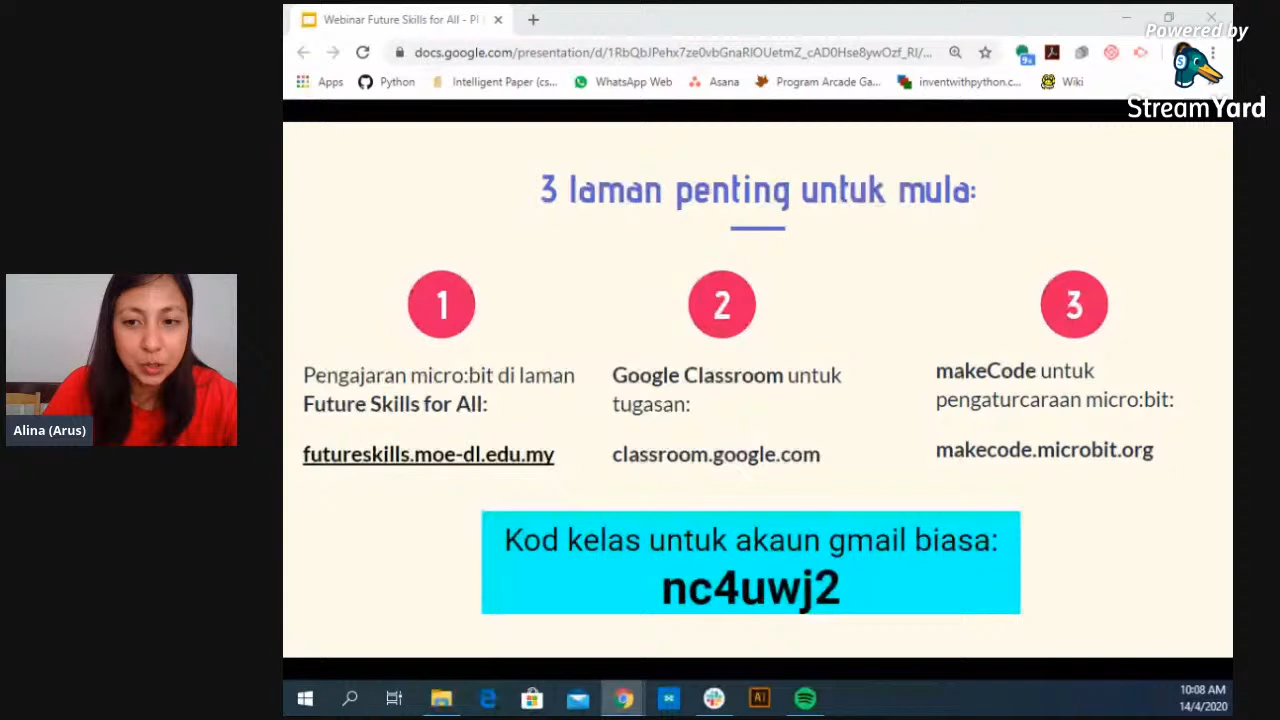 Webinar Future Skills for All - Pl
Powered by
StreamYard
docs.google.com/presentation/d/1RbQbJPehx7ze0vbGnaRlOUetmZ_cAD0Hse8ywOzf_RI/...
Apps
Python
Intelligent Paper (cs...
WhatsApp Web
Asana
Program Arcade Ga...
inventwithpython.c...
Wiki
3 laman penting untuk mula:
1
2
3
Pengajaran micro:bit di laman
Future Skills for All:
futureskills.moe-dl.edu.my
Google Classroom untuk
tugasan:
classroom.google.com
makeCode untuk
pengaturcaraan micro:bit:
makecode.microbit.org
Kod kelas untuk akaun gmail biasa:
nc4uwj2
Alina (Arus)
10:08 AM
14/4/2020